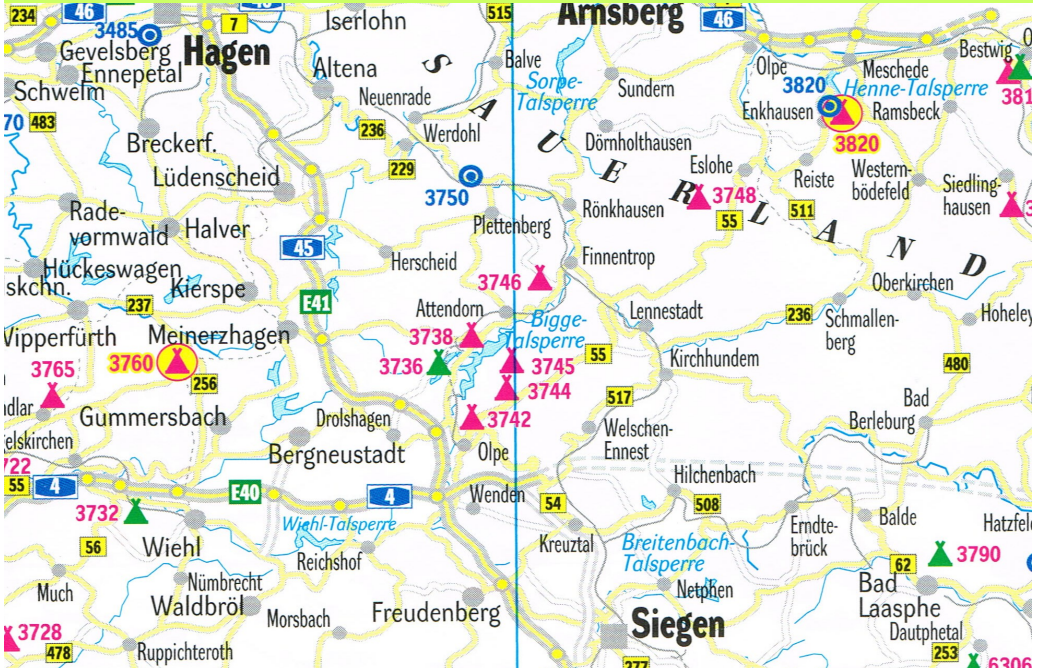 234
46
7
515
Iserlohn
Arnsberg
46
3485
Gevelsberg
Hagen
Ennepetal
Schwelm
Altena
Balve
Sorpe-
Talsperre
Sundern
Olpe
Meschede
Bestwig
3820
Henne-Talsperre
381
Enkhausen
Ramsbeck
3820
70
483
Neuenrade
236
Werdohl
229
Breckerf.
Lüdenscheid
3750
Dörnholthausen
Eslohe
3748
Reiste
Western-
bödefeld
Siedling-
hausen
SAUERLAND
Rade-
vormwald
Halver
Plettenberg
Rönkhausen
55
511
45
Hückeswagen
skchn.
Kierspe
Herscheid
Finnentrop
3746
Oberkirchen
237
E41
Attendorn
Lennestadt
236
Schmallen-
berg
Hoheley
Vipperfürth
Meinerzhagen
3738
Bigge-
Talsperre
3760
3736
3745
55
Kirchhundem
480
3765
256
3744
517
Bad
Berleburg
dlar
Gummersbach
Drolshagen
3742
Welschen-
Ennest
elskirchen
Bergneustadt
Olpe
722
55
4
E40
4
Wenden
Hilchenbach
54
508
3732
Wiehl-Talsperre
Kreuztal
Erndte-
brück
Balde
Hatzfel
56
Wiehl
Reichshof
Breitenbach-
Talsperre
62
3790
Much
Nümbrecht
Netphen
Bad
Laasphe
Waldbröl
Morsbach
Freudenberg
Siegen
Dautphetal
3728
478
Ruppichteroth
277
253
6306